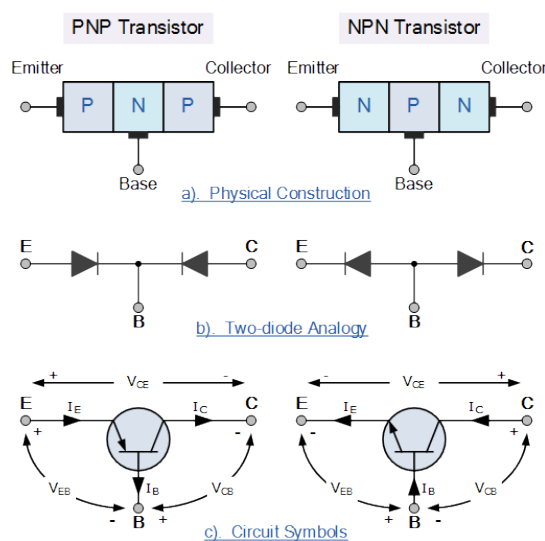 PNP Transistor NPN Transistor
Emitter Collector Emitter Collector
P N P N P N
Base Base
a). Physical Construction
E C E C
B B
b). Two-diode Analogy
+ - - +
VCE VCE
E IE IC C E IE IC C
+ - - +
VEB IB VCB VEB IB VCB
- B + + B -
c). Circuit Symbols